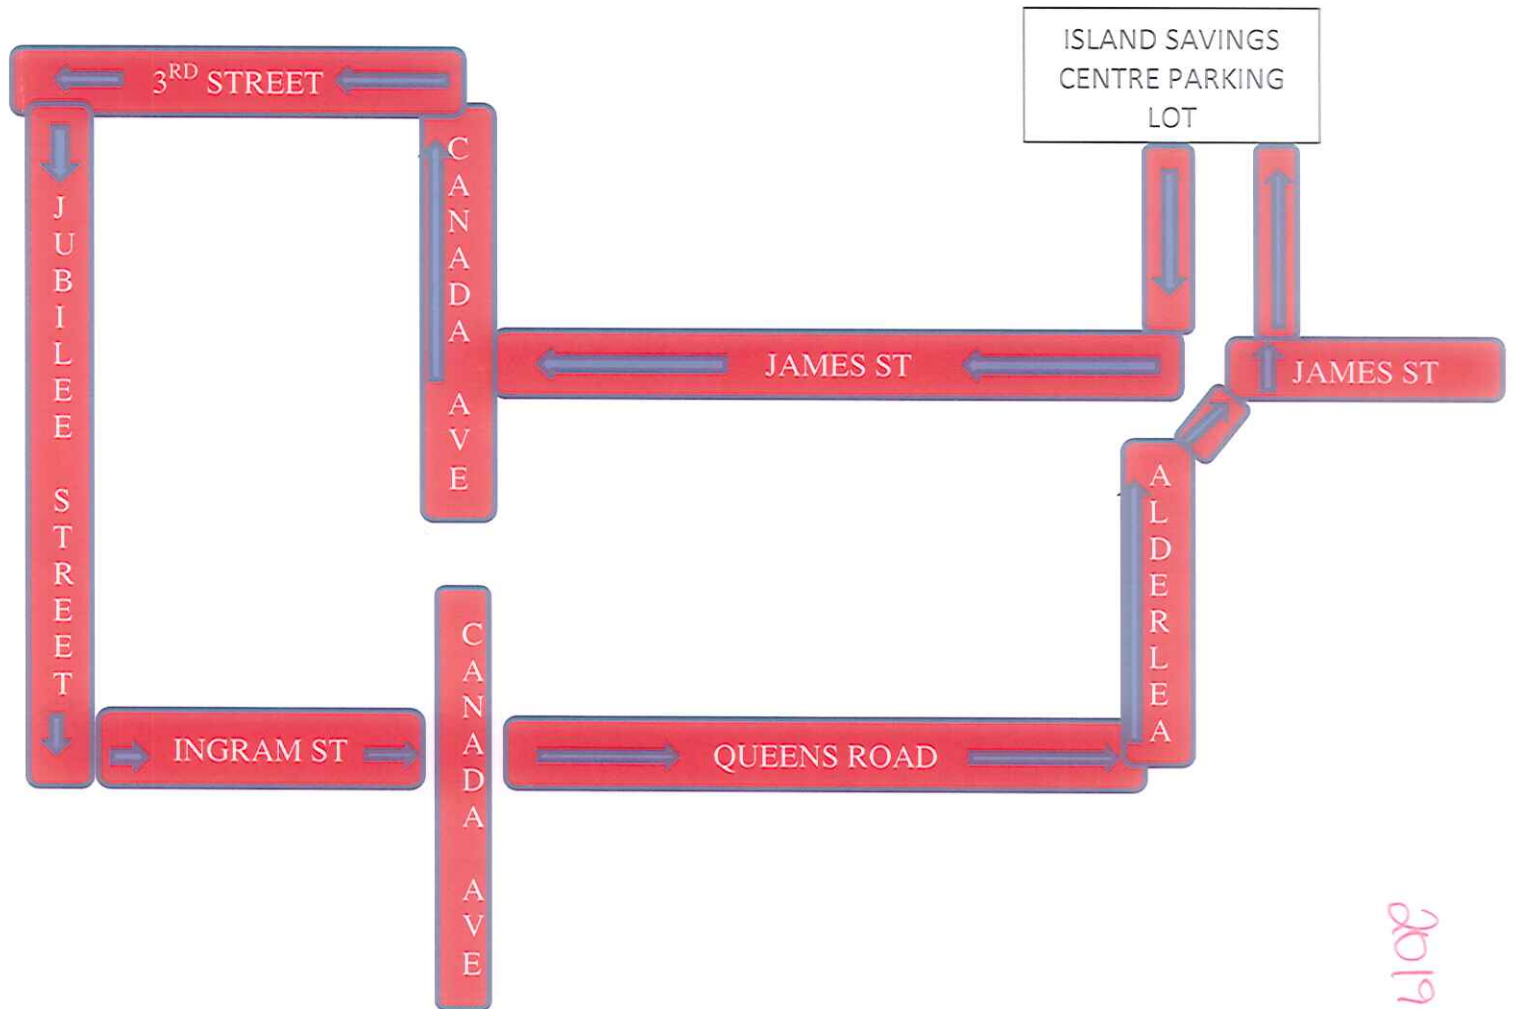 ISLAND SAVINGS
CENTRE PARKING
LOT
3RD STREET
CANADA AVE
JUBILEE STREET
JAMES ST
JAMES ST
ALDERLEA
CANADA AVE
INGRAM ST
QUEENS ROAD
2019